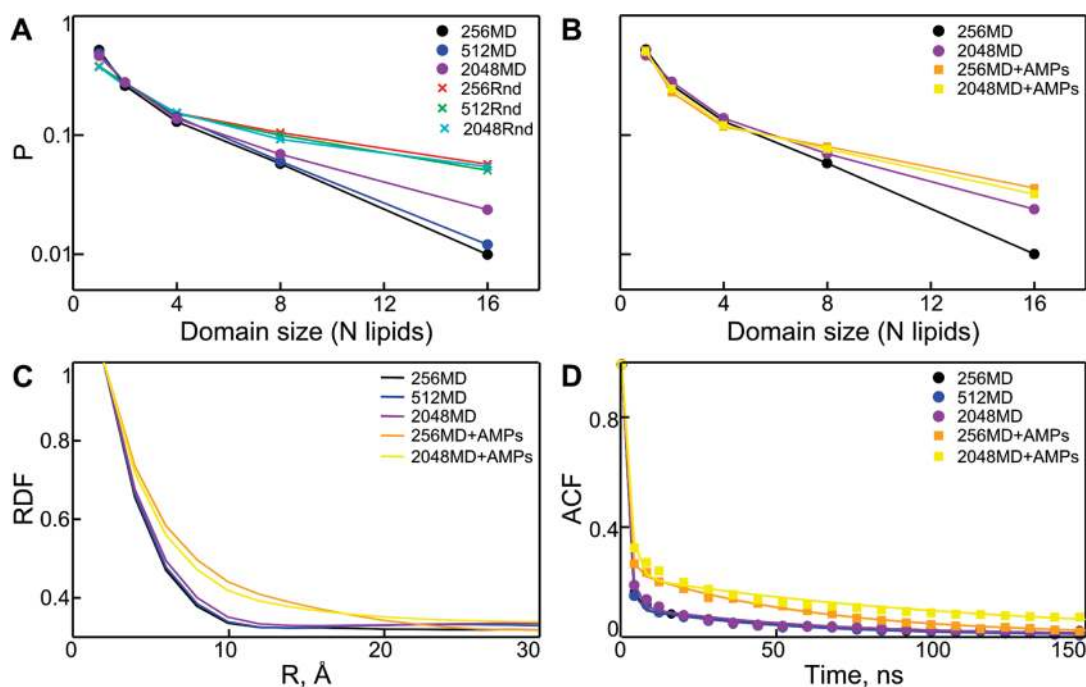 A
1
0.1
0.01
P
0
4
8
12
16
Domain size (N lipids)
256MD
512MD
2048MD
256Rnd
512Rnd
2048Rnd
B
0
4
8
12
16
Domain size (N lipids)
256MD
2048MD
256MD+AMPs
2048MD+AMPs
C
1
0.8
0.6
0.4
RDF
10
20
30
R, Å
256MD
512MD
2048MD
256MD+AMPs
2048MD+AMPs
D
0.8
0.4
0
ACF
0
50
100
150
Time, ns
256MD
512MD
2048MD
256MD+AMPs
2048MD+AMPs